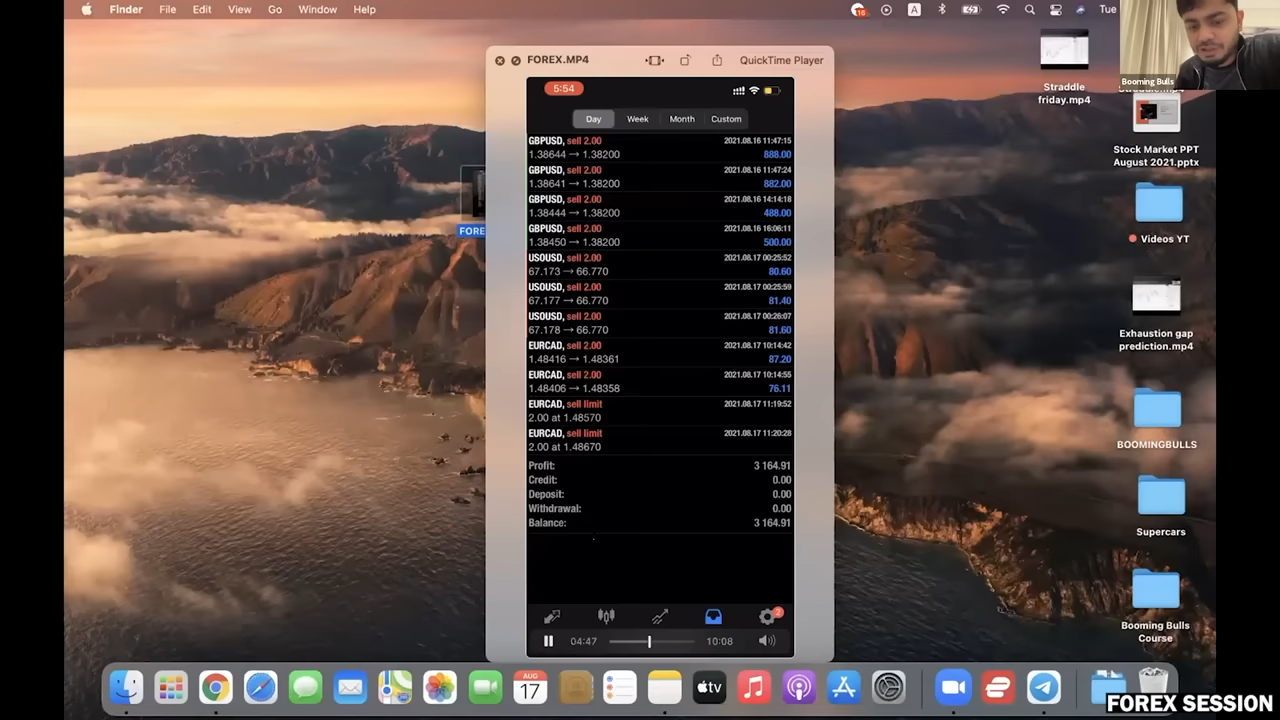 Finder File Edit View Go Window Help
16
A
Tue
FOREX.MP4
QuickTime Player
5:54
Day Week Month Custom
GBPUSD, sell 2.00 2021.08.16 11:47:15
1.38644 → 1.38200 888.00
GBPUSD, sell 2.00 2021.08.16 11:47:24
1.38641 → 1.38200 882.00
GBPUSD, sell 2.00 2021.08.16 14:14:18
1.38444 → 1.38200 488.00
GBPUSD, sell 2.00 2021.08.16 16:06:11
1.38450 → 1.38200 500.00
USOUSD, sell 2.00 2021.08.17 00:25:52
67.173 → 66.770 80.60
USOUSD, sell 2.00 2021.08.17 00:25:59
67.177 → 66.770 81.40
USOUSD, sell 2.00 2021.08.17 00:26:07
67.178 → 66.770 81.60
EURCAD, sell 2.00 2021.08.17 10:14:42
1.48416 → 1.48361 87.20
EURCAD, sell 2.00 2021.08.17 10:14:55
1.48406 → 1.48358 76.11
EURCAD, sell limit 2021.08.17 11:19:52
2.00 at 1.48570
EURCAD, sell limit 2021.08.17 11:20:28
2.00 at 1.48670
Profit: 3 164.91
Credit: 0.00
Deposit: 0.00
Withdrawal: 0.00
Balance: 3 164.91
2
04:47 10:08
FORE
Booming Bulls
Straddle
friday.mp4
Stock Market PPT
August 2021.pptx
Videos YT
Exhaustion gap
prediction.mp4
BOOMINGBULLS
Supercars
Booming Bulls
Course
AUG
17
tv
FOREX SESSION